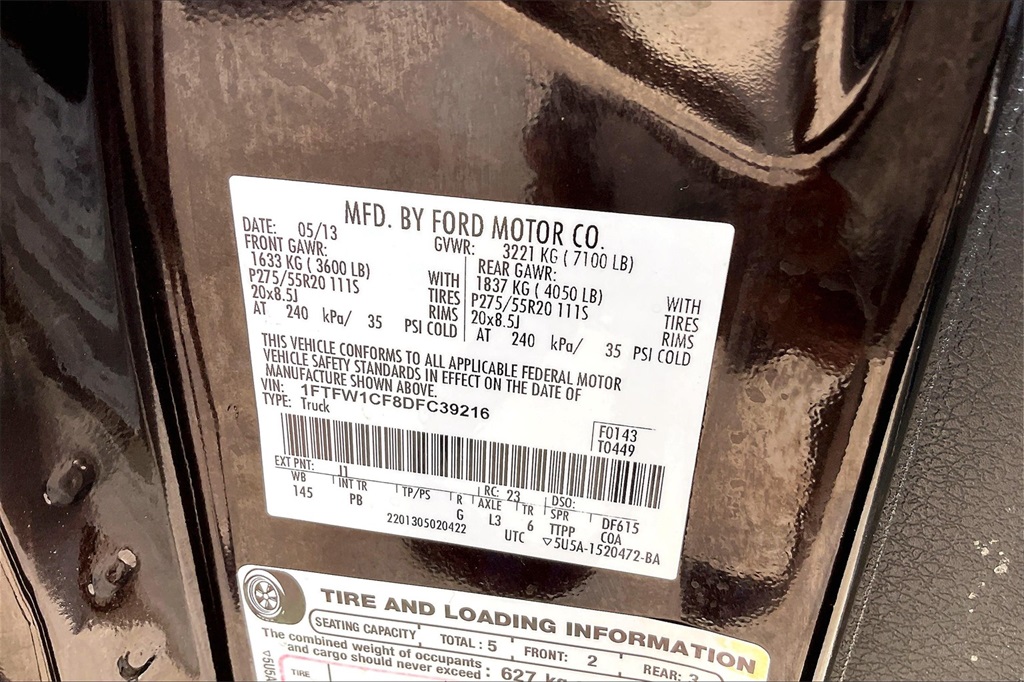 MFD. BY FORD MOTOR CO.
DATE: 05/13 GVWR: 3221 KG ( 7100 LB)
FRONT GAWR: REAR GAWR:
1633 KG ( 3600 LB) WITH 1837 KG ( 4050 LB) WITH
P275/55R20 111S TIRES P275/55R20 111S TIRES
20x8.5J RIMS 20x8.5J RIMS
AT 240 kPa/ 35 PSI COLD AT 240 kPa/ 35 PSI COLD
THIS VEHICLE CONFORMS TO ALL APPLICABLE FEDERAL MOTOR
VEHICLE SAFETY STANDARDS IN EFFECT ON THE DATE OF
MANUFACTURE SHOWN ABOVE.
VIN: 1FTFW1CF8DFC39216
TYPE: Truck
F0143
T0449
EXT PNT: J1 RC: 23 DSO:
WB INT TR TP/PS R AXLE TR SPR DF615
145 PB G L3 6 TTPP COA
2201305020422 UTC ▽5U5A-1520472-BA
TIRE AND LOADING INFORMATION
SEATING CAPACITY TOTAL : 5 FRONT: 2 REAR: 3
The combined weight of occupants
and cargo should never exceed : 627 kg
▽5U5A
TIRE